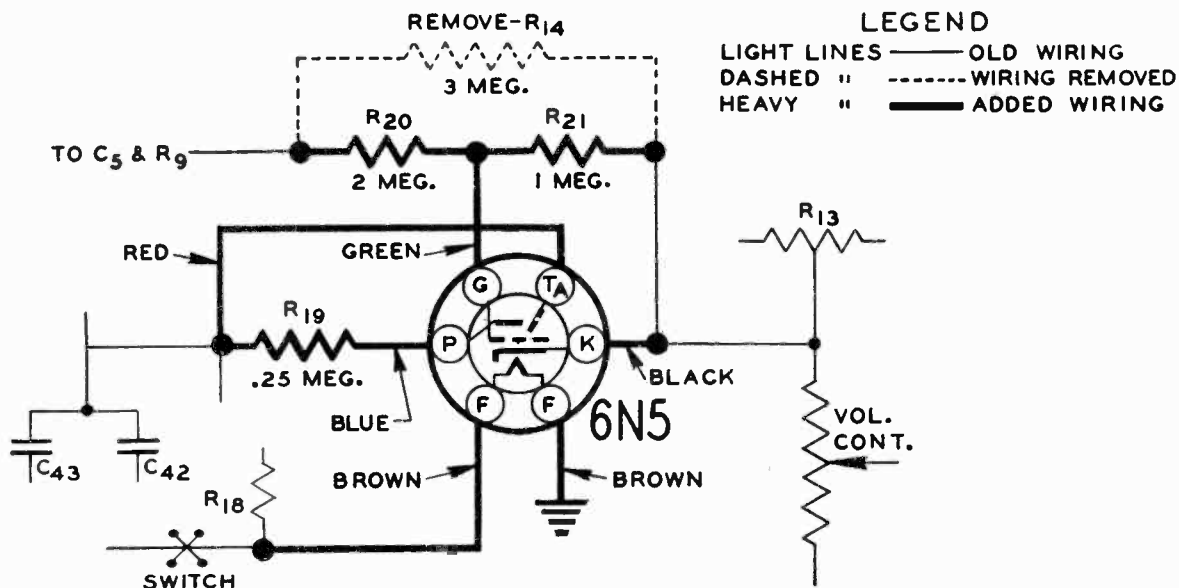 REMOVE-R14
3 MEG.
LEGEND
LIGHT LINES OLD WIRING
DASHED " WIRING REMOVED
HEAVY " ADDED WIRING
TO C5 & R9
R20
2 MEG.
R21
1 MEG.
RED
GREEN
R13
G
TA
R19
.25 MEG.
P
K
BLACK
BLUE
F
F
6N5
VOL.
CONT.
C43
C42
R18
BROWN
BROWN
SWITCH